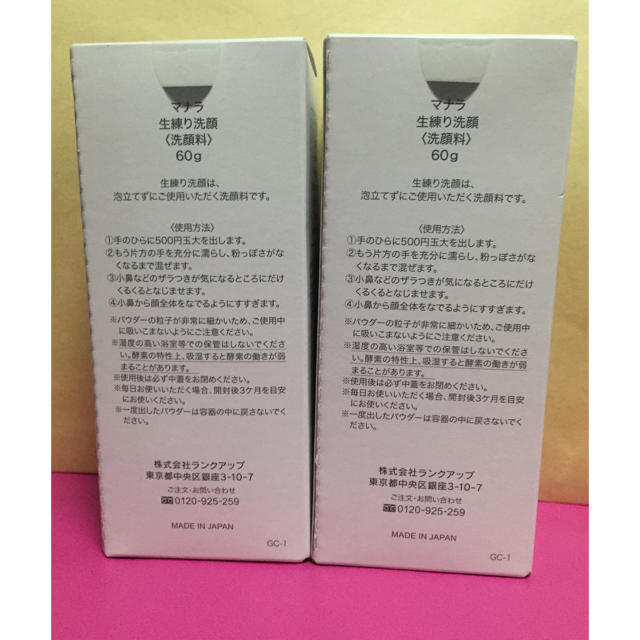 マナラ
生練り洗顔
〈洗顔料〉
60g
生練り洗顔は、
泡立てずにご使用いただく洗顔料です。
〈使用方法〉
①手のひらに500円玉大を出します。
②もう片方の手を充分に濡らし、粉っぽさがな
くなるまで混ぜます。
③小鼻などのザラつきが気になるところにだけ
くるくるとなじませます。
④小鼻から顔全体をなでるようにすすぎます。
※パウダーの粒子が非常に細かいため、ご使用中
に吸いこまないようにご注意ください。
※湿度の高い浴室等での保管はしないでくださ
い。酵素の特性上、吸湿すると酵素の働きが弱
まることがあります。
※使用後は必ず中蓋をお閉めください。
※毎日お使いいただく場合、開封後3ケ月を目安
にお使いください。
※一度出したパウダーは容器の中に戻さないでく
ださい。
株式会社ランクアップ
東京都中央区銀座3-10-7
ご注文・お問い合わせ
0120-925-259
MADE IN JAPAN
GC-1
マナラ
生練り洗顔
〈洗顔料〉
60g
生練り洗顔は、
泡立てずにご使用いただく洗顔料です。
〈使用方法〉
①手のひらに500円玉大を出します。
②もう片方の手を充分に濡らし、粉っぽさがな
くなるまで混ぜます。
③小鼻などのザラつきが気になるところにだけ
くるくるとなじませます。
④小鼻から顔全体をなでるようにすすぎます。
※パウダーの粒子が非常に細かいため、ご使用中
に吸いこまないようにご注意ください。
※湿度の高い浴室等での保管はしないでくださ
い。酵素の特性上、吸湿すると酵素の働きが弱
まることがあります。
※使用後は必ず中蓋をお閉めください。
※毎日お使いいただく場合、開封後3ケ月を目安
にお使いください。
※一度出したパウダーは容器の中に戻さないでく
ださい。
株式会社ランクアップ
東京都中央区銀座3-10-7
ご注文・お問い合わせ
0120-925-259
MADE IN JAPAN
GC-1